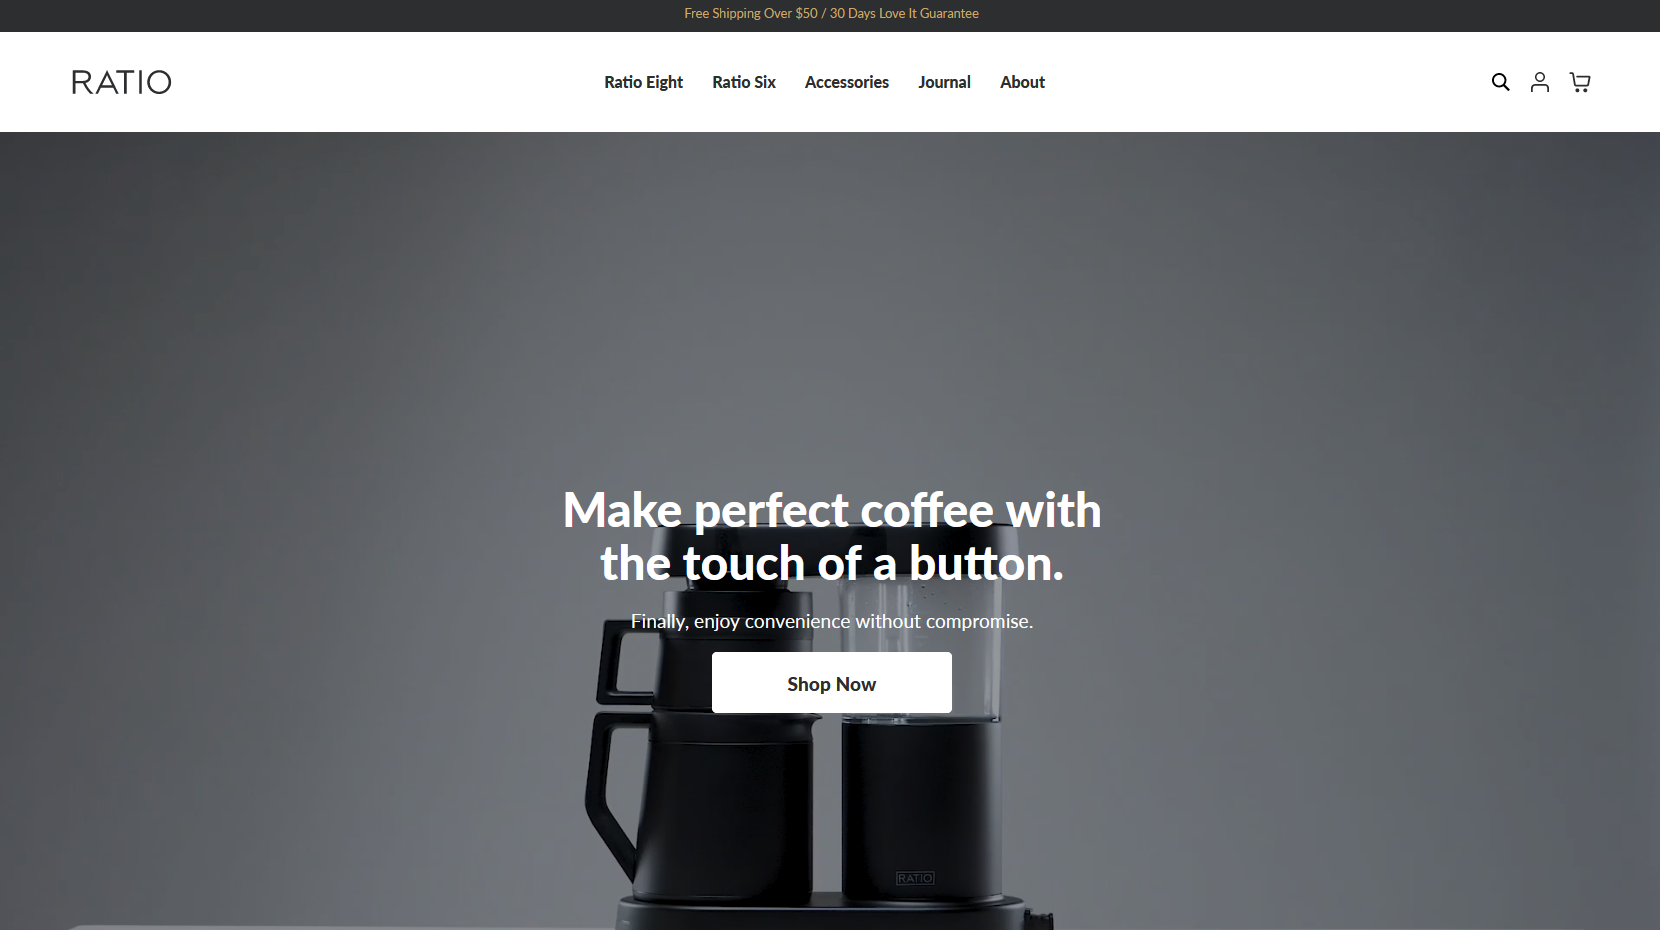 Free Shipping Over $50 / 30 Days Love It Guarantee
RATIO
Ratio Eight
Ratio Six
Accessories
Journal
About
Make perfect coffee with
the touch of a button.
Finally, enjoy convenience without compromise.
Shop Now
RATIO